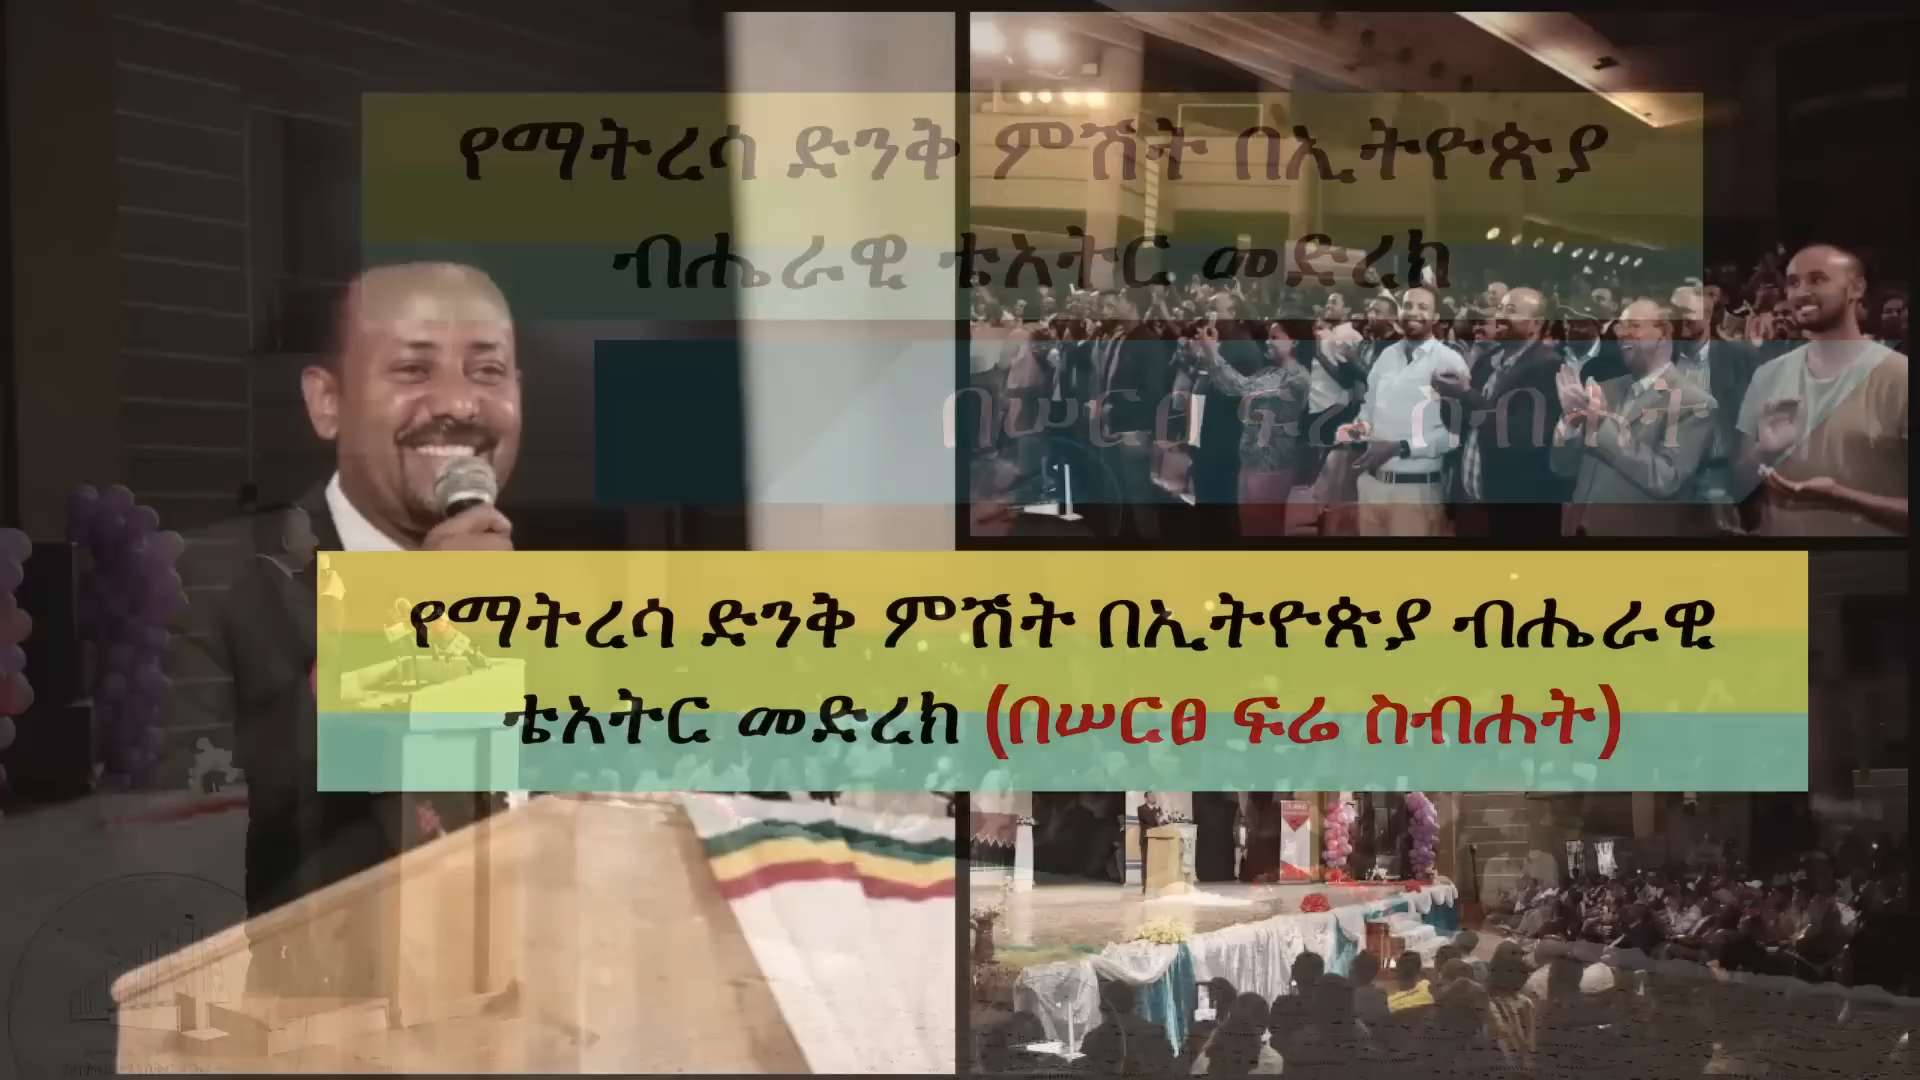 የማትረሳ ድንቅ ምሽት በኢትዮጵያ
ብሔራዊ ቴአትር መድረክ
በሠርፀ ፍሬ ስብሐት
የማትረሳ ድንቅ ምሽት በኢትዮጵያ ብሔራዊ
ቴአትር መድረክ (በሠርፀ ፍሬ ስብሐት)